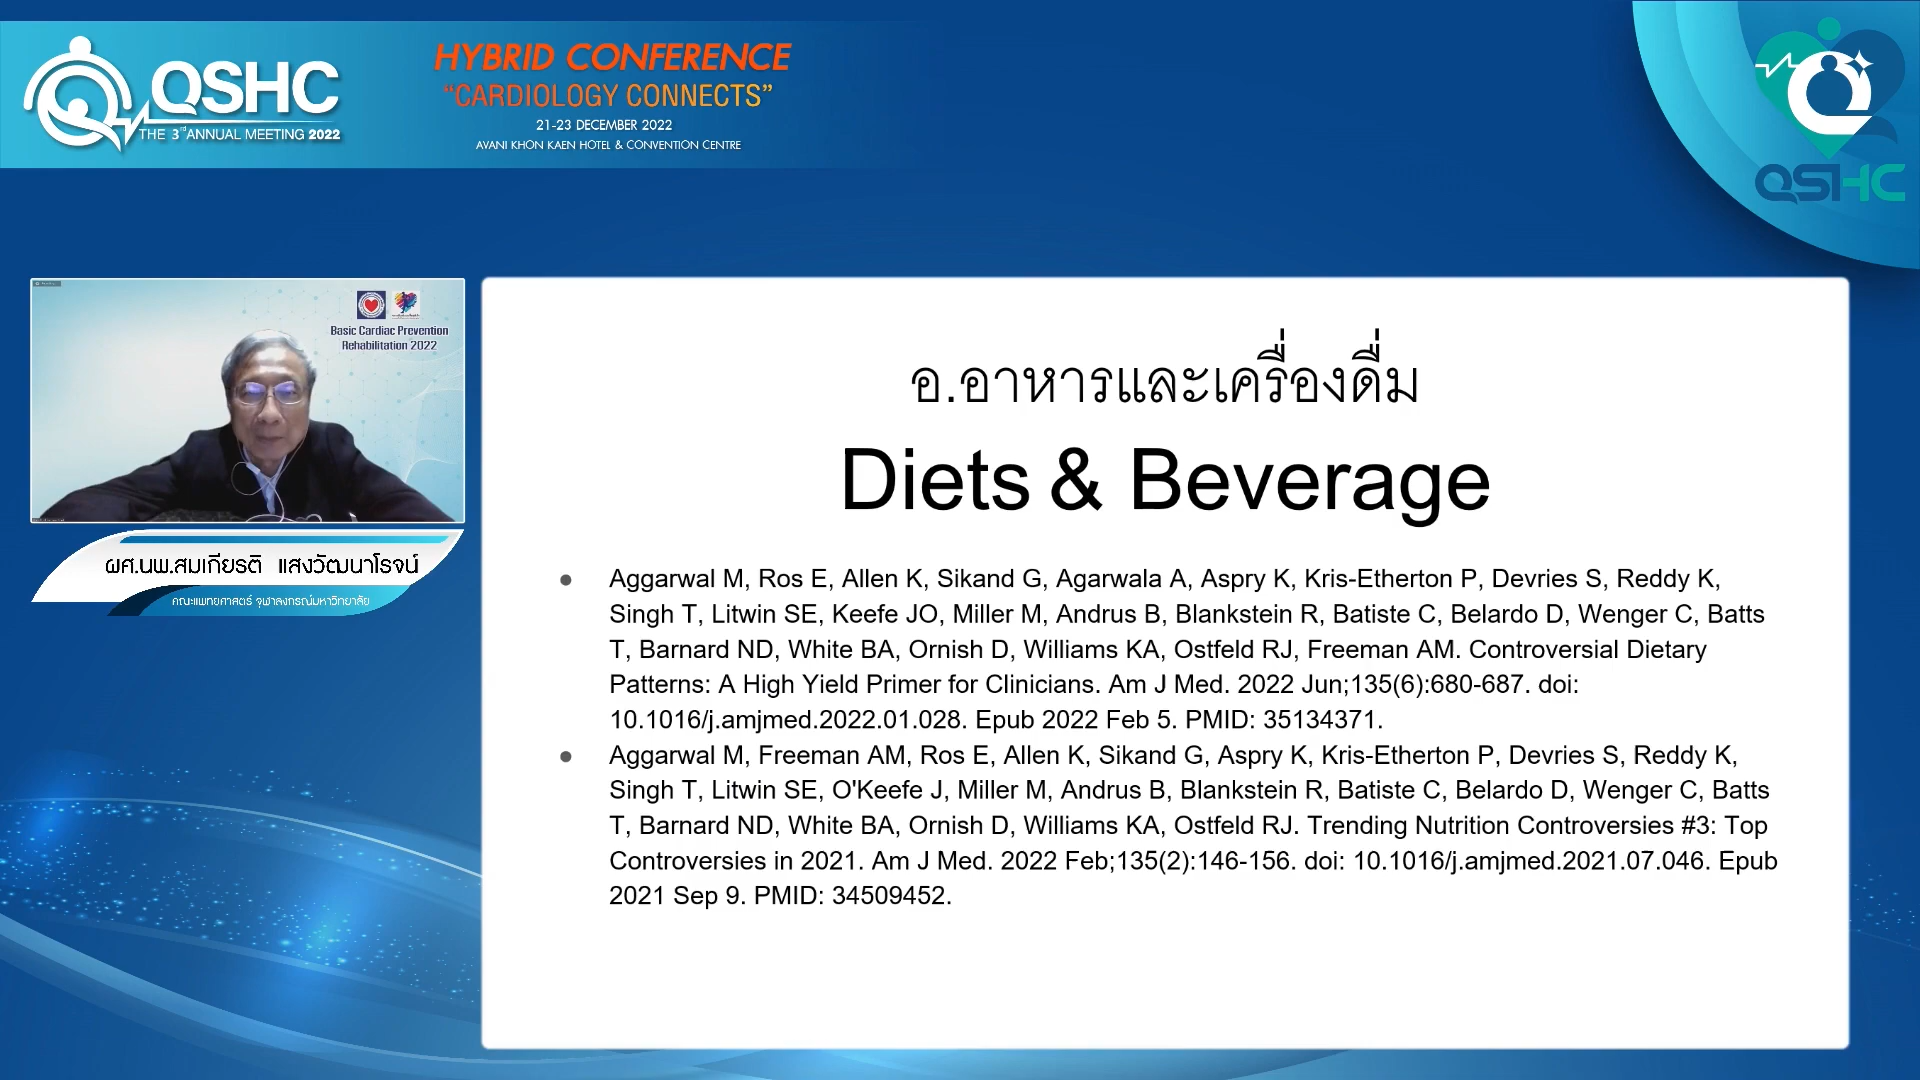 QSHC
THE 3rd ANNUAL MEETING 2022
HYBRID CONFERENCE
“CARDIOLOGY CONNECTS”
21-23 DECEMBER 2022
AVANI KHON KAEN HOTEL & CONVENTION CENTRE
QSHC
Basic Cardiac Prevention
Rehabilitation 2022
ผศ.นพ.สมเกียรติ แสงวัฒนาโรจน์
คณะแพทยศาสตร์ จุฬาลงกรณ์มหาวิทยาลัย
อ.อาหารและเครื่องดื่ม
Diets & Beverage
● Aggarwal M, Ros E, Allen K, Sikand G, Agarwala A, Aspry K, Kris-Etherton P, Devries S, Reddy K,
Singh T, Litwin SE, Keefe JO, Miller M, Andrus B, Blankstein R, Batiste C, Belardo D, Wenger C, Batts
T, Barnard ND, White BA, Ornish D, Williams KA, Ostfeld RJ, Freeman AM. Controversial Dietary
Patterns: A High Yield Primer for Clinicians. Am J Med. 2022 Jun;135(6):680-687. doi:
10.1016/j.amjmed.2022.01.028. Epub 2022 Feb 5. PMID: 35134371.
● Aggarwal M, Freeman AM, Ros E, Allen K, Sikand G, Aspry K, Kris-Etherton P, Devries S, Reddy K,
Singh T, Litwin SE, O'Keefe J, Miller M, Andrus B, Blankstein R, Batiste C, Belardo D, Wenger C, Batts
T, Barnard ND, White BA, Ornish D, Williams KA, Ostfeld RJ. Trending Nutrition Controversies #3: Top
Controversies in 2021. Am J Med. 2022 Feb;135(2):146-156. doi: 10.1016/j.amjmed.2021.07.046. Epub
2021 Sep 9. PMID: 34509452.